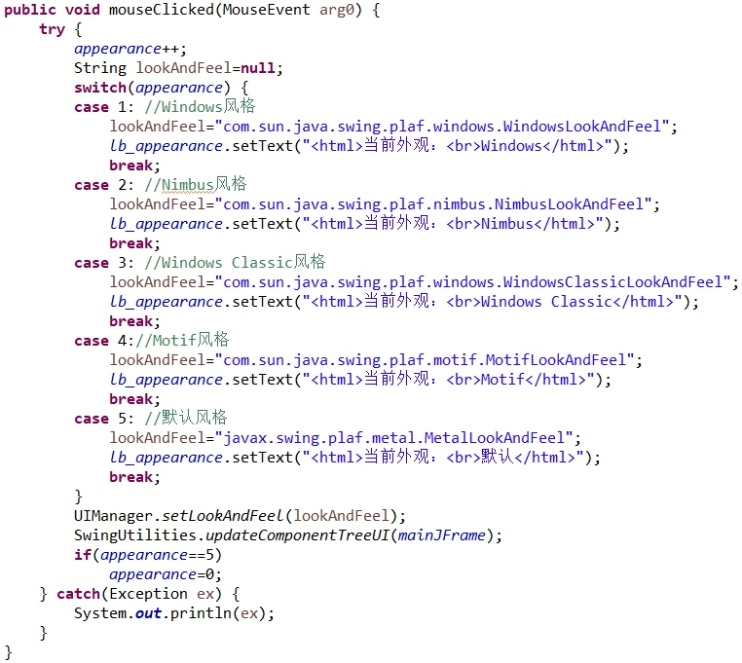 public void mouseClicked(MouseEvent arg0) {
    try {
        appearance++;
        String lookAndFeel=null;
        switch(appearance) {
        case 1: //Windows风格
            lookAndFeel="com.sun.java.swing.plaf.windows.WindowsLookAndFeel";
            lb_appearance.setText("<html>当前外观：<br>Windows</html>");
            break;
        case 2: //Nimbus风格
            lookAndFeel="com.sun.java.swing.plaf.nimbus.NimbusLookAndFeel";
            lb_appearance.setText("<html>当前外观：<br>Nimbus</html>");
            break;
        case 3: //Windows Classic风格
            lookAndFeel="com.sun.java.swing.plaf.windows.WindowsClassicLookAndFeel";
            lb_appearance.setText("<html>当前外观：<br>Windows Classic</html>");
            break;
        case 4://Motif风格
            lookAndFeel="com.sun.java.swing.plaf.motif.MotifLookAndFeel";
            lb_appearance.setText("<html>当前外观：<br>Motif</html>");
            break;
        case 5: //默认风格
            lookAndFeel="javax.swing.plaf.metal.MetalLookAndFeel";
            lb_appearance.setText("<html>当前外观：<br>默认</html>");
            break;
        }
        UIManager.setLookAndFeel(lookAndFeel);
        SwingUtilities.updateComponentTreeUI(mainJFrame);
        if(appearance==5)
            appearance=0;
    } catch(Exception ex) {
        System.out.println(ex);
    }
}